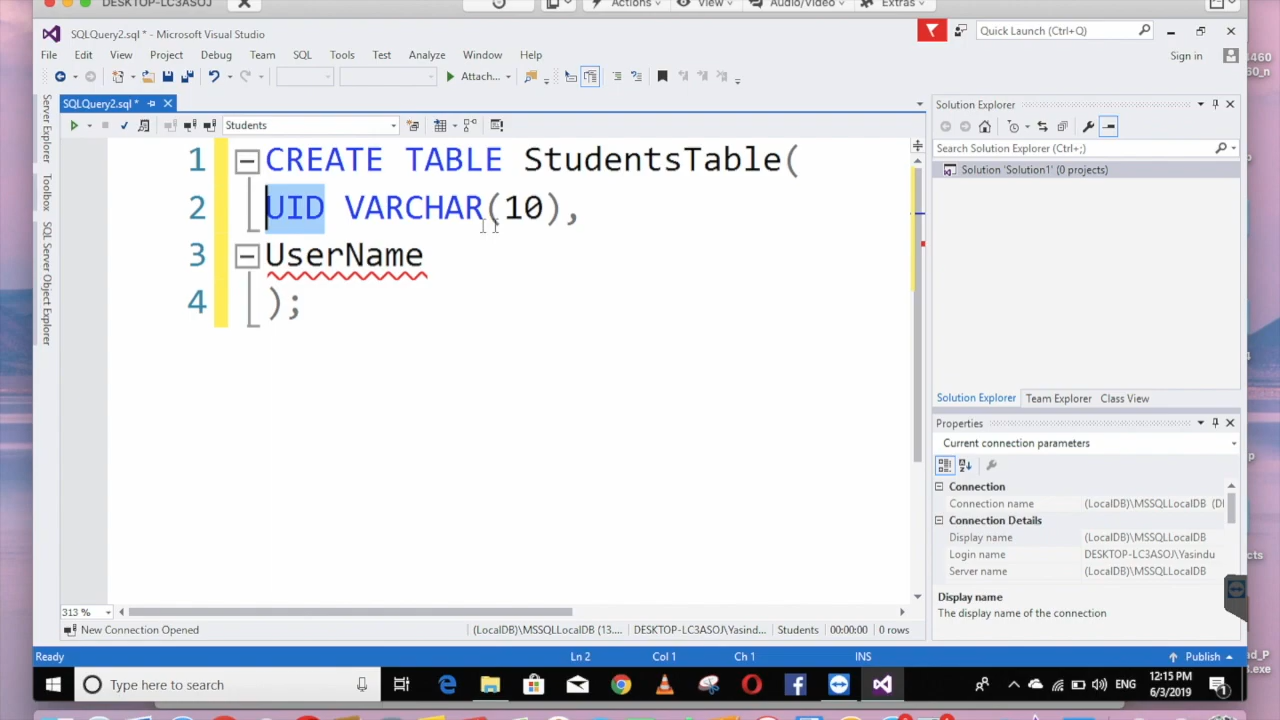 DESKTOP-LC3ASOJ
Actions
View
Audio/Video
Extras
SQLQuery2.sql * - Microsoft Visual Studio
Quick Launch (Ctrl+Q)
File Edit View Project Debug Team SQL Tools Test Analyze Window Help
Sign in
Attach...
SQLQuery2.sql *
Students
Server Explorer
Toolbox
SQL Server Object Explorer
1 CREATE TABLE StudentsTable(
2 UID VARCHAR(10),
3 UserName
4 );
Solution Explorer
Search Solution Explorer (Ctrl+;)
Solution 'Solution1' (0 projects)
Solution Explorer Team Explorer Class View
Properties
Current connection parameters
Connection
Connection name (LocalDB)\MSSQLLocalDB (DI
Connection Details
Display name (LocalDB)\MSSQLLocalDB
Login name DESKTOP-LC3ASOJ\Yasindu
Server name (LocalDB)\MSSQLLocalDB
Display name
The display name of the connection
313 %
New Connection Opened (LocalDB)\MSSQLLocalDB (13.... DESKTOP-LC3ASOJ\Yasind... Students 00:00:00 0 rows
Ready Ln 2 Col 1 Ch 1 INS Publish
Type here to search
ENG
12:15 PM
6/3/2019
1